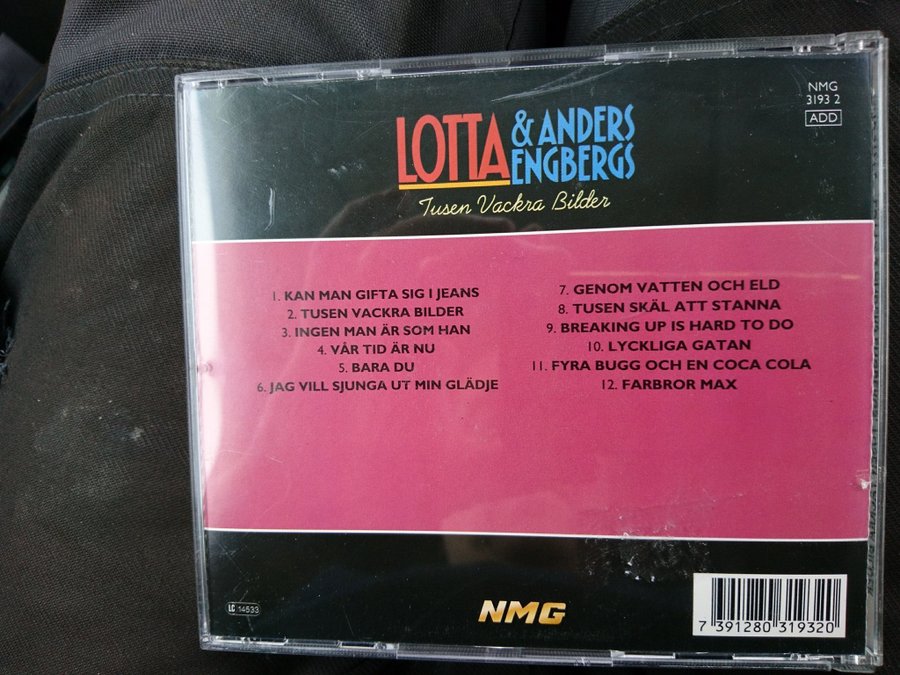 NMG
3193 2
ADD
LOTTA & ANDERS ENGBERGS
Tusen Vackra Bilder
1. KAN MAN GIFTA SIG I JEANS
2. TUSEN VACKRA BILDER
3. INGEN MAN ÄR SOM HAN
4. VÅR TID ÄR NU
5. BARA DU
6. JAG VILL SJUNGA UT MIN GLÄDJE
7. GENOM VATTEN OCH ELD
8. TUSEN SKÄL ATT STANNA
9. BREAKING UP IS HARD TO DO
10. LYCKLIGA GATAN
11. FYRA BUGG OCH EN COCA COLA
12. FARBROR MAX
LC 14533
NMG
7 391280 319320